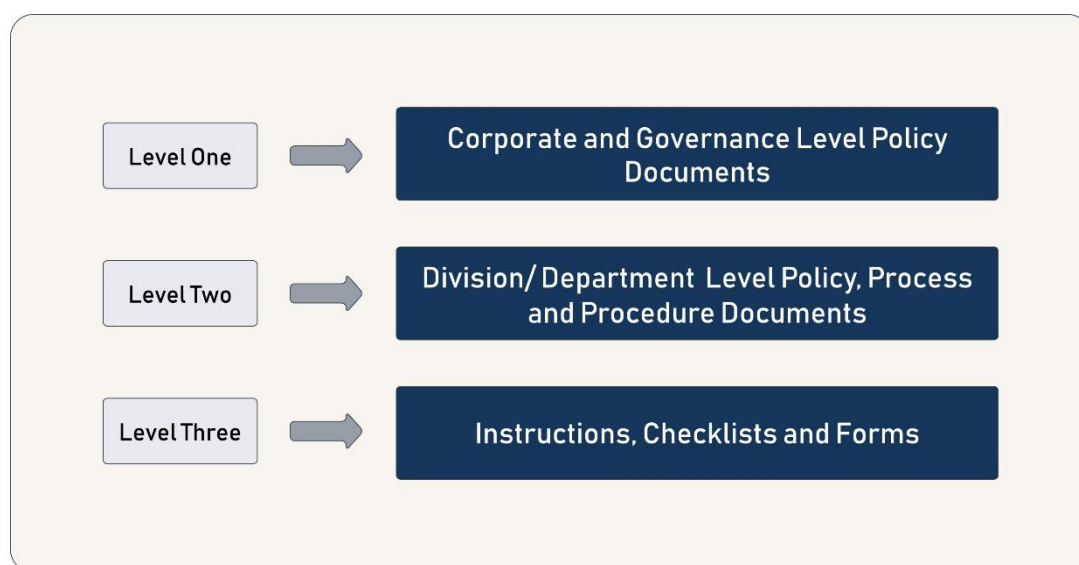 Level One
Corporate and Governance Level Policy
Documents
Level Two
Division/ Department Level Policy, Process
and Procedure Documents
Level Three
Instructions, Checklists and Forms